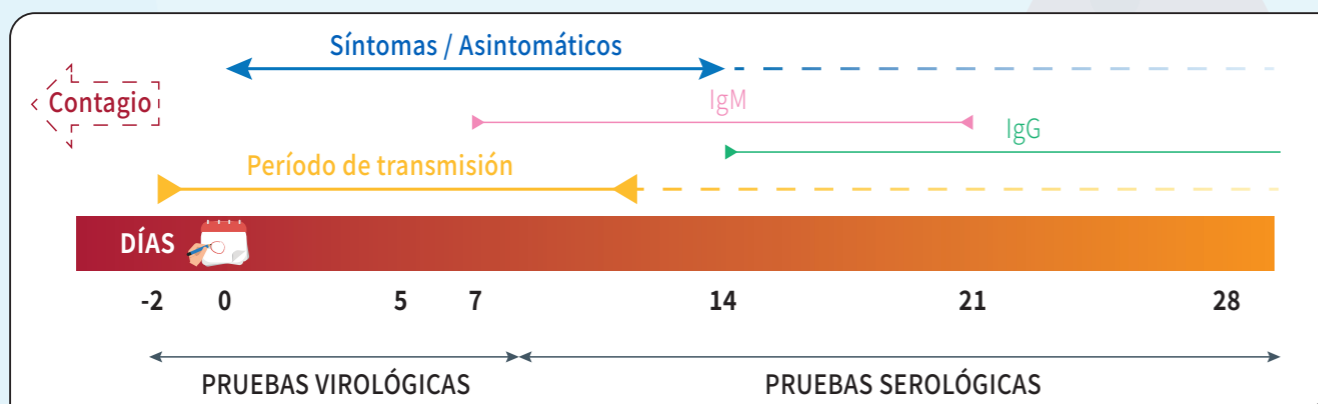 Síntomas / Asintomáticos
Contagio
IgM
IgG
Período de transmisión
DÍAS
-2 0 5 7 14 21 28
PRUEBAS VIROLÓGICAS PRUEBAS SEROLÓGICAS